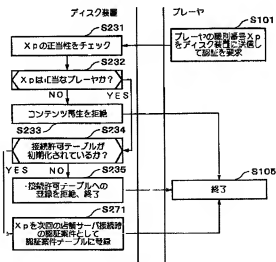 ディスク装置
プレーヤ
S231
Xpの正当性をチェック
S101
プレーヤの識別番号Xp
をディスク装置に送信し
て認証を要求
S232
Xpは正当なプレーヤか?
NO
YES
コンテンツ再生を拒絶
S233
S234
接続許可テーブルが
初期化されているか?
YES
NO
S235
接続許可テーブルへの
登録を拒絶、終了
S105
終了
S271
Xpを次回の店舗サーバ接続時
の認証案件として
認証案件テーブルに登録